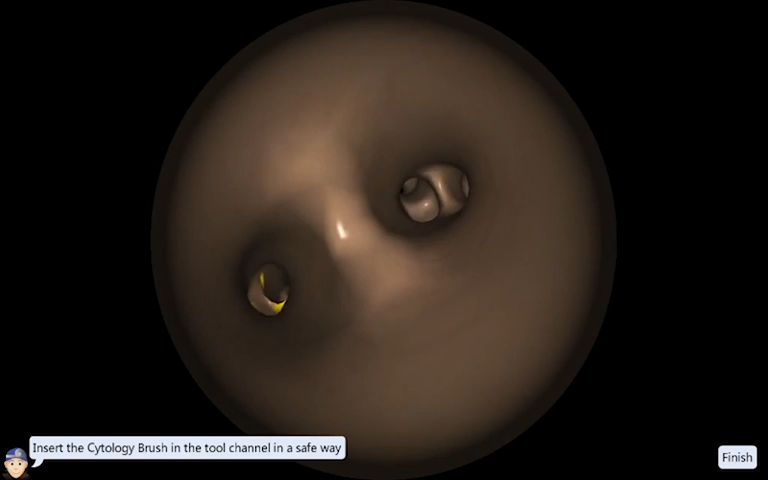 Insert the Cytology Brush in the tool channel in a safe way
Finish